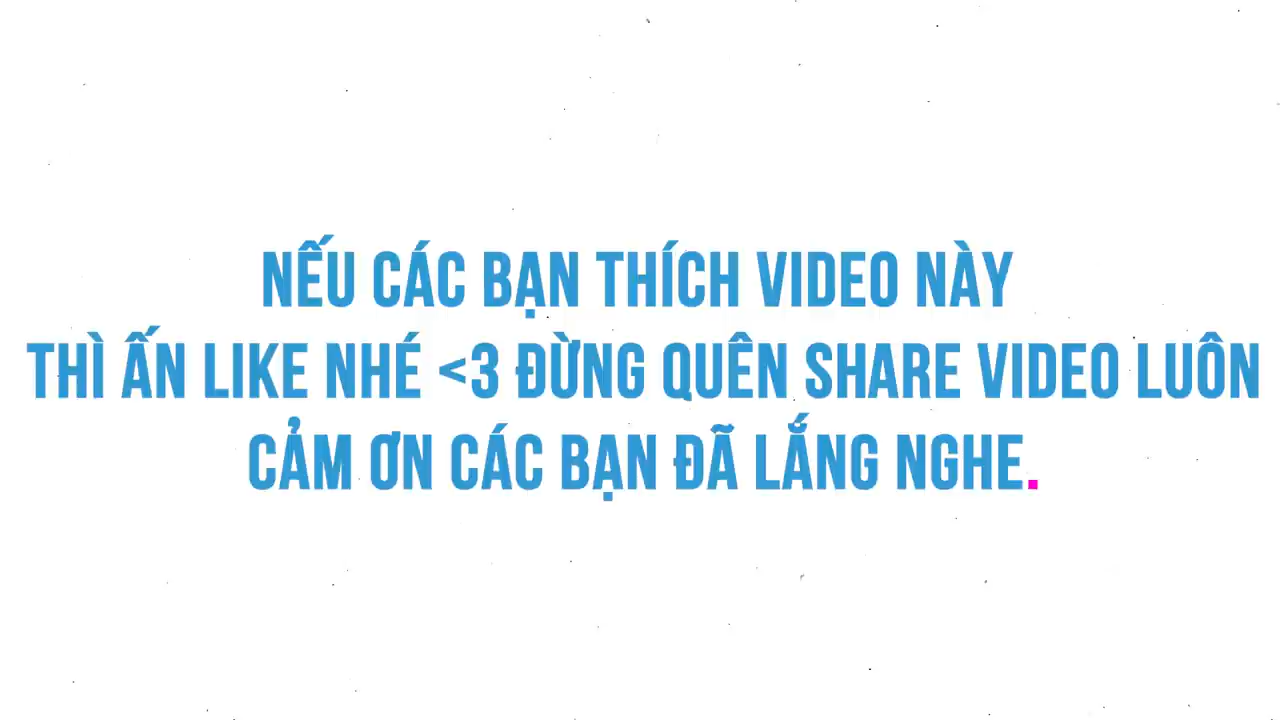 NẾU CÁC BẠN THÍCH VIDEO NÀY
THÌ ẤN LIKE NHÉ <3 ĐỪNG QUÊN SHARE VIDEO LUÔN
CẢM ƠN CÁC BẠN ĐÃ LẮNG NGHE.